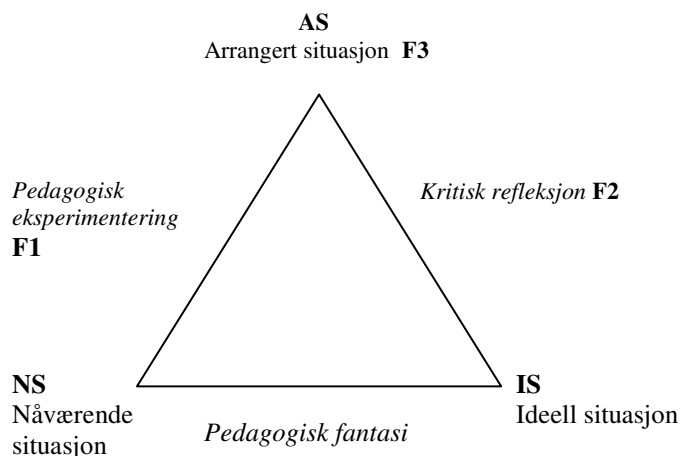 AS
Arrangert situasjon F3
Pedagogisk
eksperimentering
F1
Kritisk refleksjon F2
NS
Nåværende
situasjon
IS
Ideell situasjon
Pedagogisk fantasi